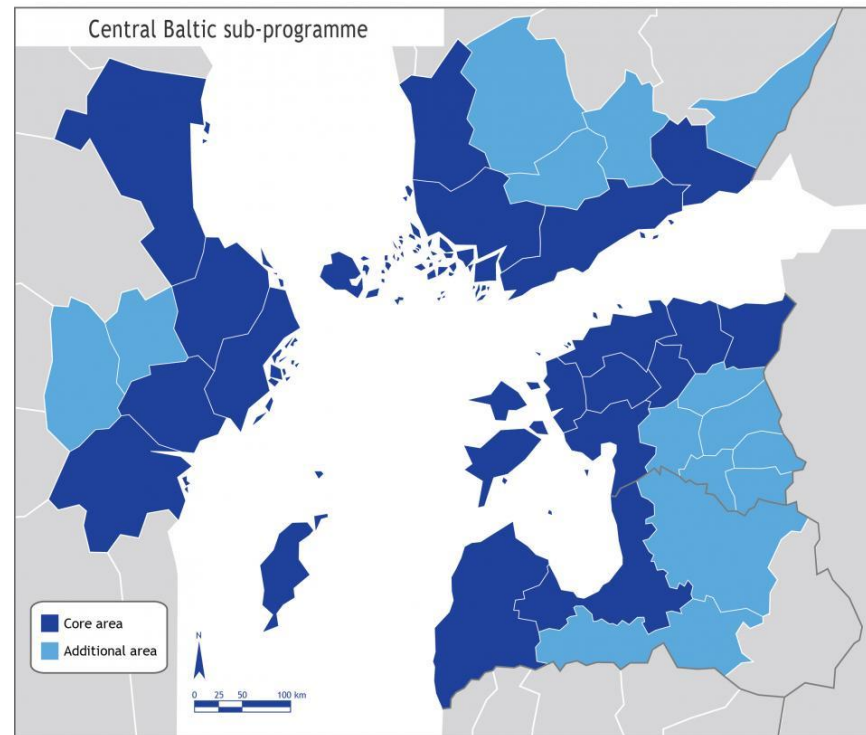 Central Baltic sub-programme
Core area
Additional area
N
0 25 50 100 km